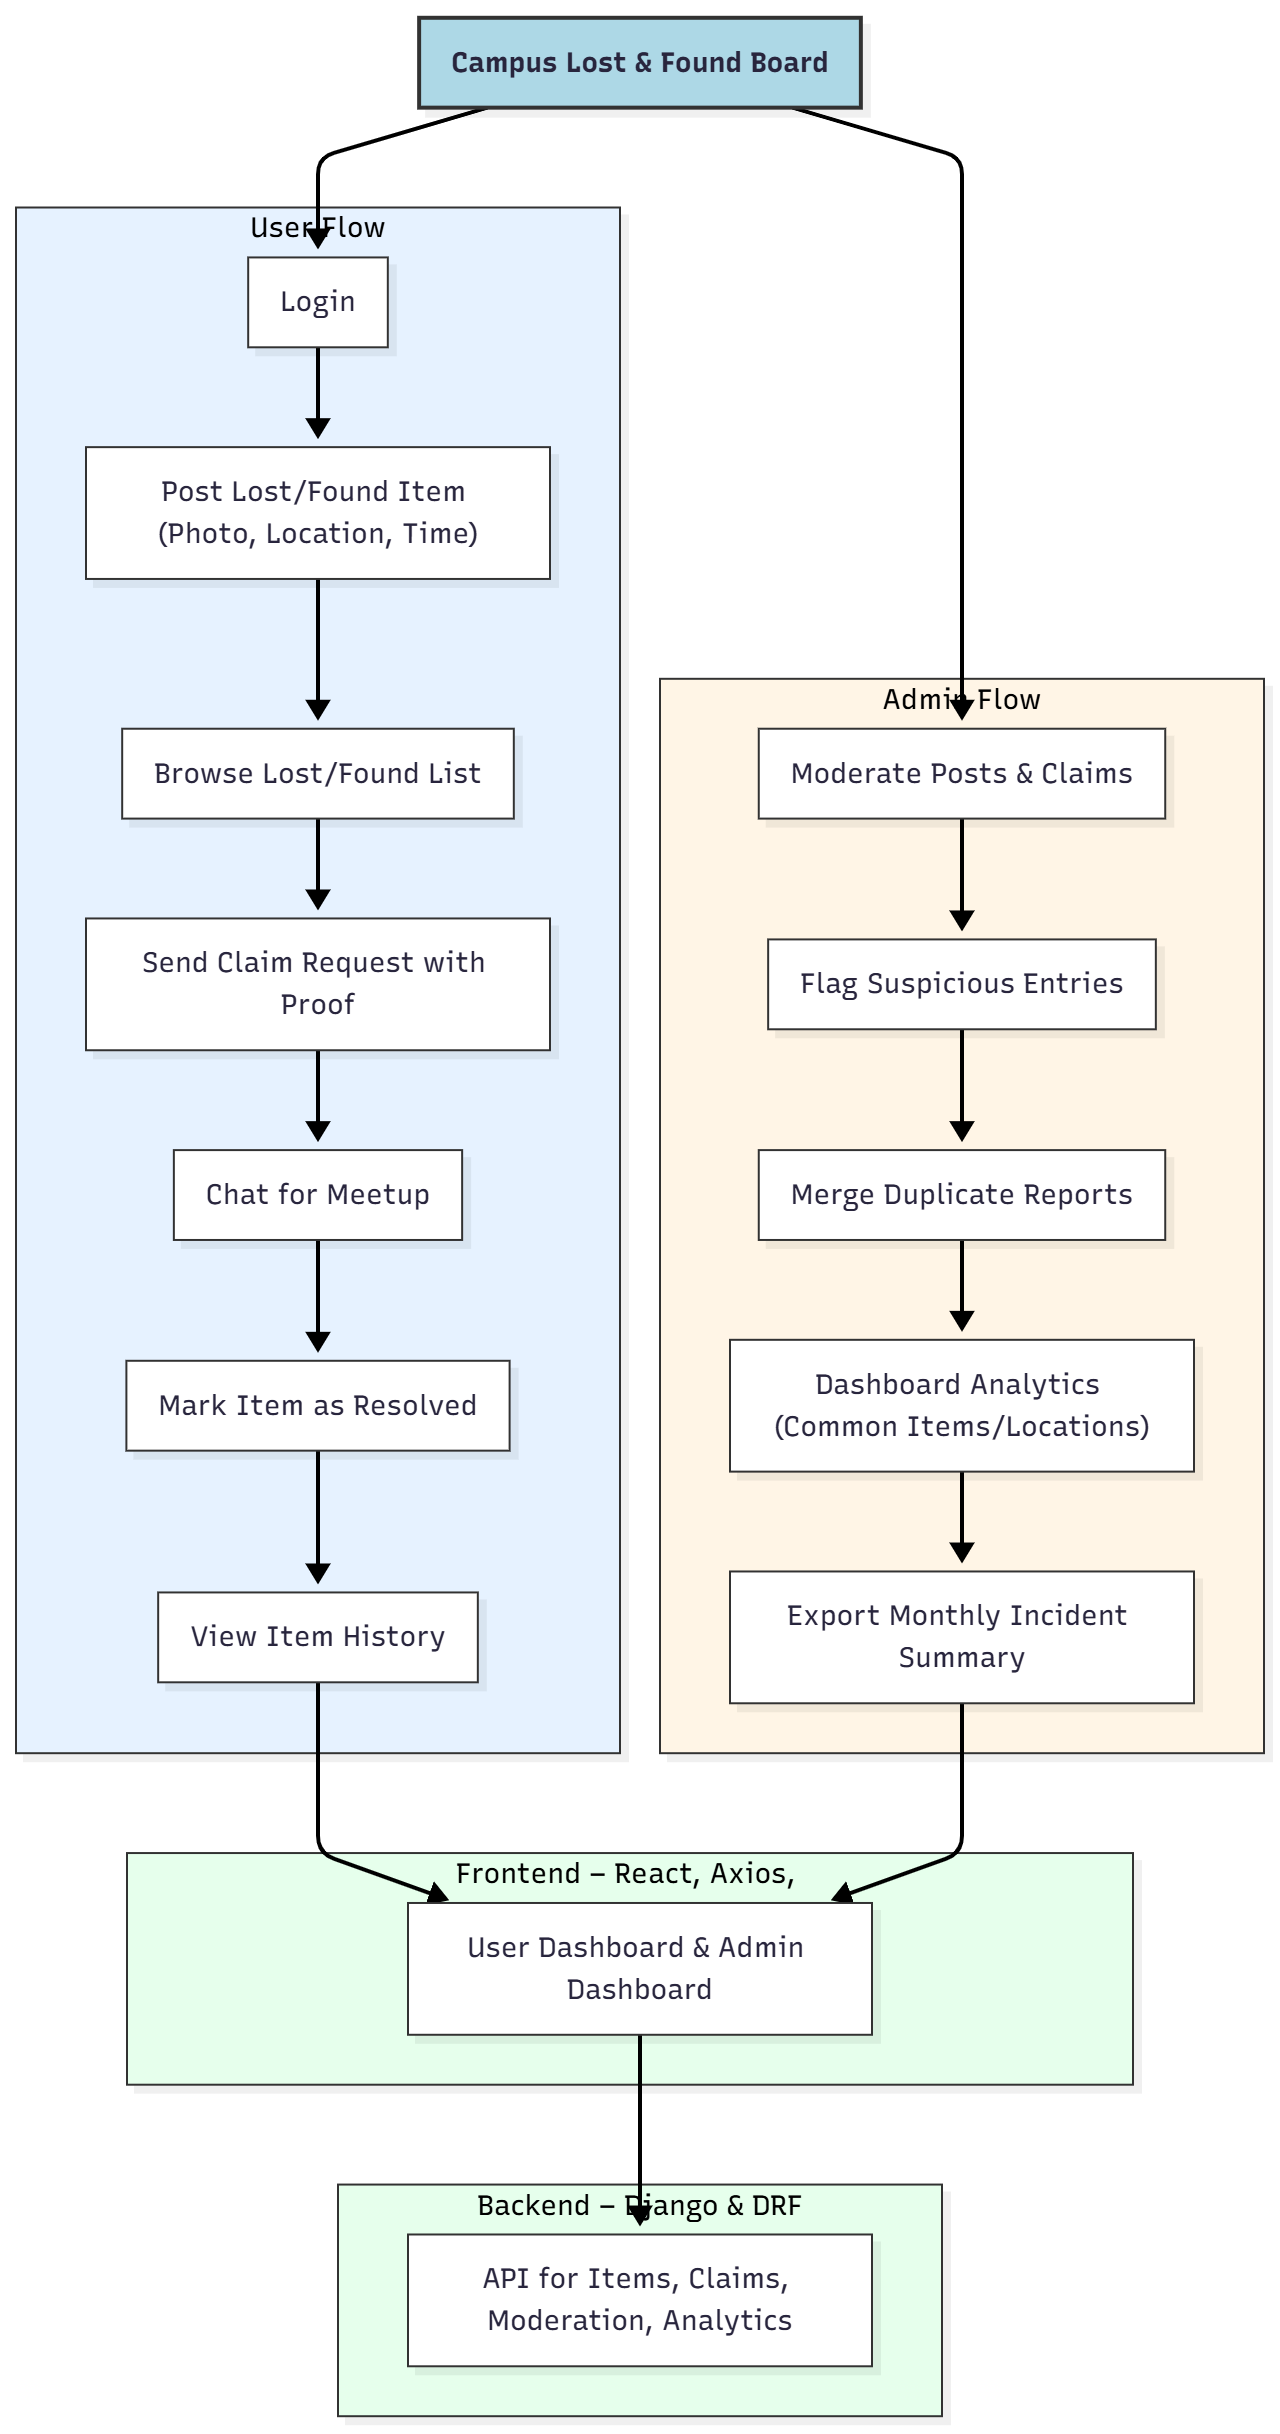 Campus Lost & Found Board
User Flow
Login
Post Lost/Found Item
(Photo, Location, Time)
Browse Lost/Found List
Send Claim Request with
Proof
Chat for Meetup
Mark Item as Resolved
View Item History
Admin Flow
Moderate Posts & Claims
Flag Suspicious Entries
Merge Duplicate Reports
Dashboard Analytics
(Common Items/Locations)
Export Monthly Incident
Summary
Frontend – React, Axios,
User Dashboard & Admin
Dashboard
Backend – Django & DRF
API for Items, Claims,
Moderation, Analytics